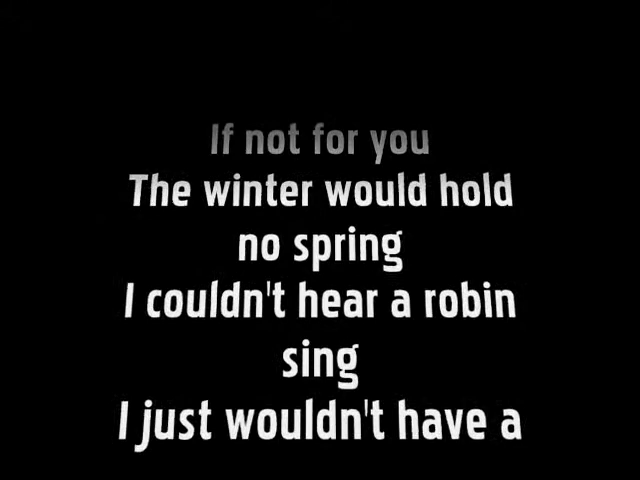 If not for you
The winter would hold
no spring
I couldn't hear a robin
sing
I just wouldn't have a